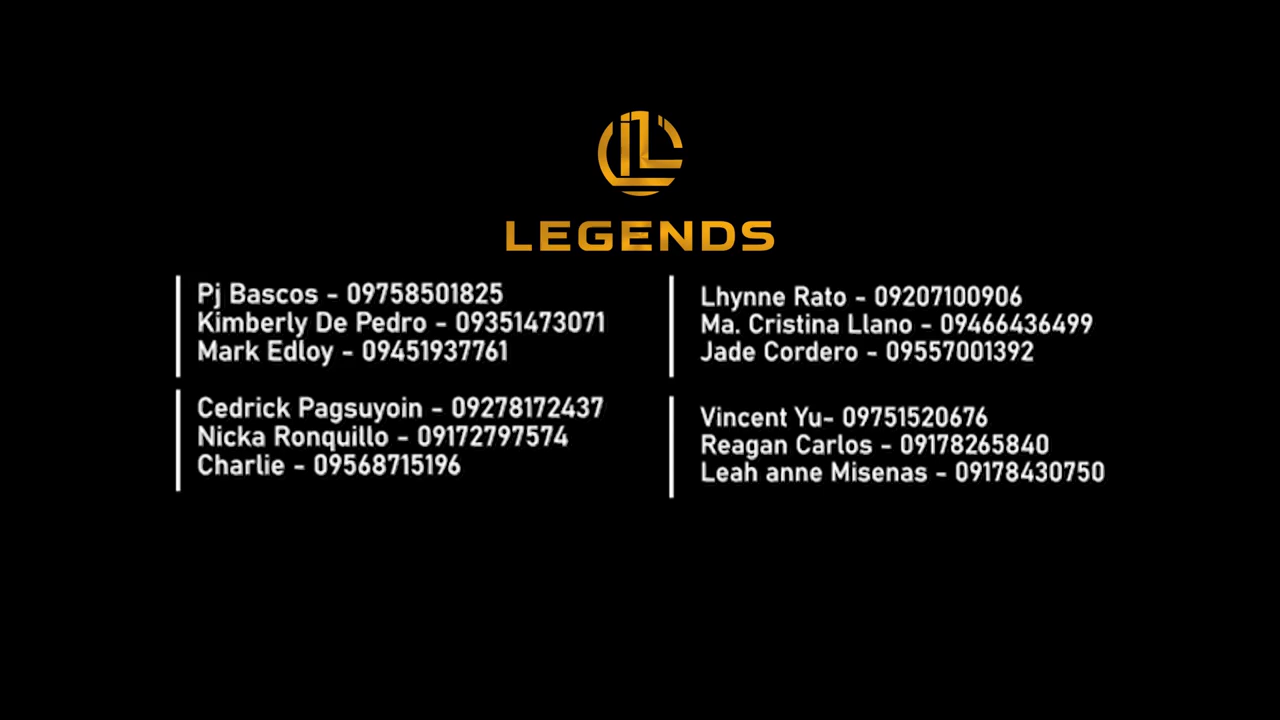 LEGENDS
Pj Bascos - 09758501825
Kimberly De Pedro - 09351473071
Mark Edloy - 09451937761
Cedrick Pagsuyoin - 09278172437
Nicka Ronquillo - 09172797574
Charlie - 09568715196
Lhynne Rato - 09207100906
Ma. Cristina Llano - 09466436499
Jade Cordero - 09557001392
Vincent Yu- 09751520676
Reagan Carlos - 09178265840
Leah anne Misenas - 09178430750